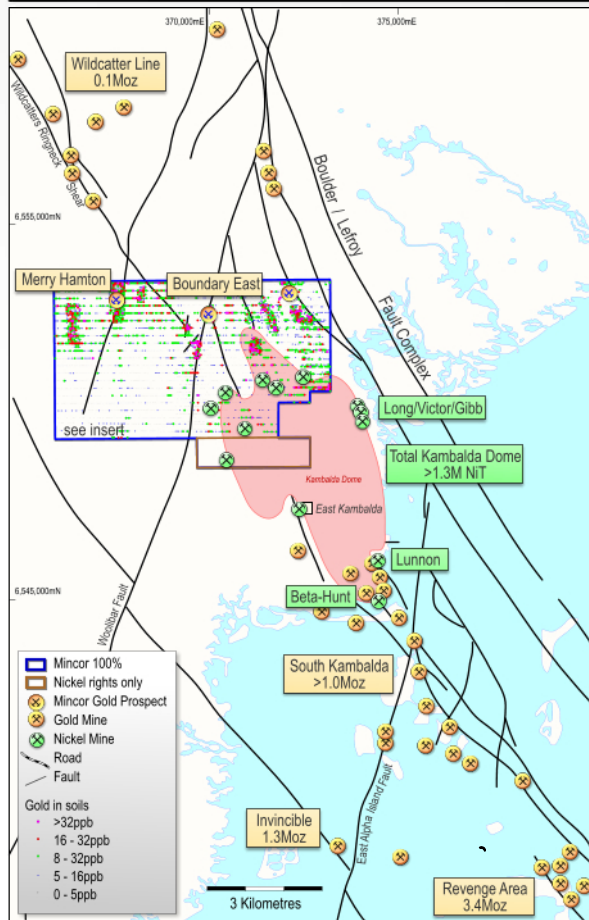 370,000mE
375,000mE
Wildcatter Line
0.1Moz
Wildcatters Ringneck
Shear
Boulder / Lefroy
Fault Complex
6,555,000mN
Merry Hamton
Boundary East
see insert
Long/Victor/Gibb
Total Kambalda Dome
>1.3M NiT
Kambalda Dome
East Kambalda
Lunnon
Beta-Hunt
6,545,000mN
Woolibar Fault
South Kambalda
>1.0Moz
East Alpha Island Fault
Invincible
1.3Moz
Revenge Area
3.4Moz
3 Kilometres
Mincor 100%
Nickel rights only
Mincor Gold Prospect
Gold Mine
Nickel Mine
Road
Fault
Gold in soils
>32ppb
16 - 32ppb
8 - 32ppb
5 - 16ppb
0 - 5ppb